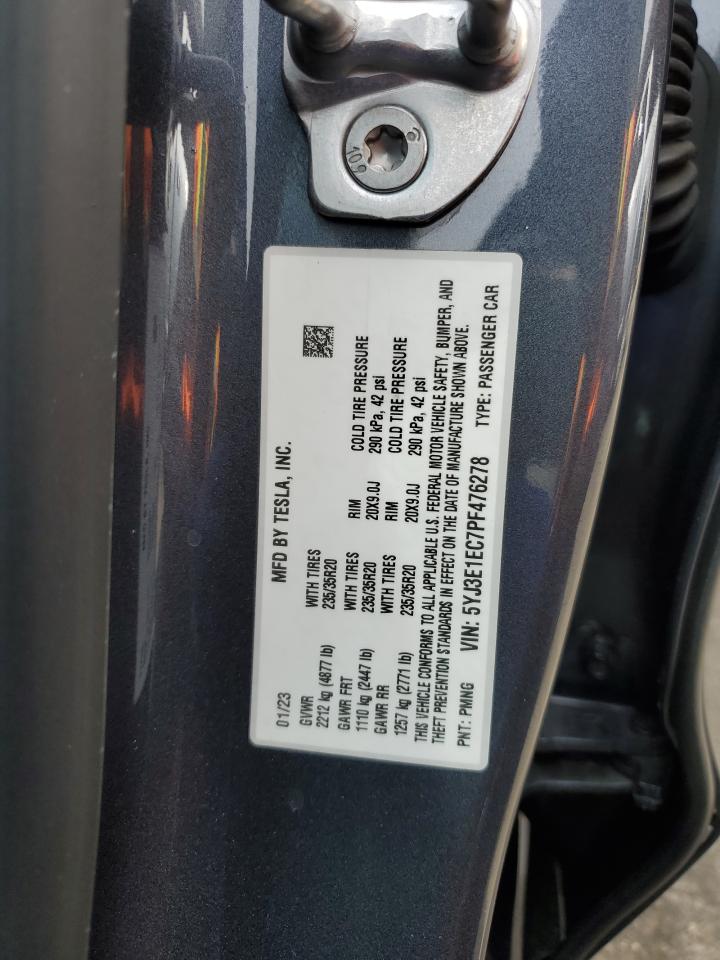 109
MFD BY TESLA, INC.
01/23
GVWR WITH TIRES
2212 kg (4877 lb) 235/35R20
GAWR FRT WITH TIRES RIM COLD TIRE PRESSURE
1110 kg (2447 lb) 235/35R20 20X9.0J 290 kPa, 42 psi
GAWR RR WITH TIRES RIM COLD TIRE PRESSURE
1257 kg (2771 lb) 235/35R20 20X9.0J 290 kPa, 42 psi
THIS VEHICLE CONFORMS TO ALL APPLICABLE U.S. FEDERAL MOTOR VEHICLE SAFETY, BUMPER, AND
THEFT PREVENTION STANDARDS IN EFFECT ON THE DATE OF MANUFACTURE SHOWN ABOVE.
PNT: PMNG VIN: 5YJ3E1EC7PF476278 TYPE: PASSENGER CAR